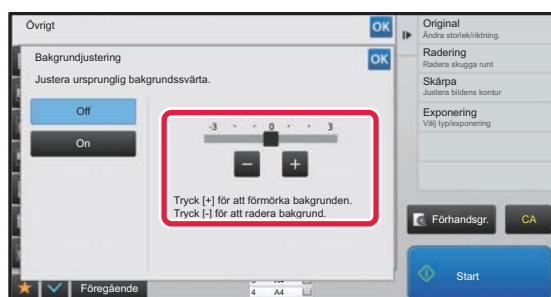 Övrigt
OK
Bakgrundjustering
OK
Justera ursprunglig bakgrundssvärta.
Off
On
-3 0 3
- +
Tryck [+] för att förmörka bakgrunden.
Tryck [-] för att radera bakgrund.
Föregående
4 A4
Original
Ändra storlek/riktning.
Radering
Radera skugga runt
Skärpa
Justera bildens kontur
Exponering
Välj typ/exponering
Förhandsgr.
CA
Start